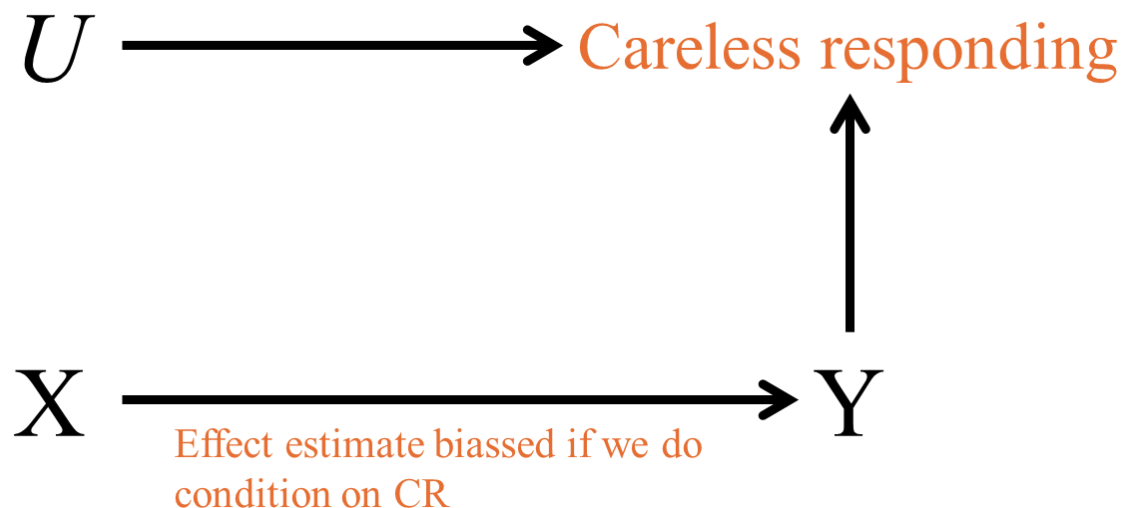 U
Careless responding
X
Y
Effect estimate biassed if we do
condition on CR